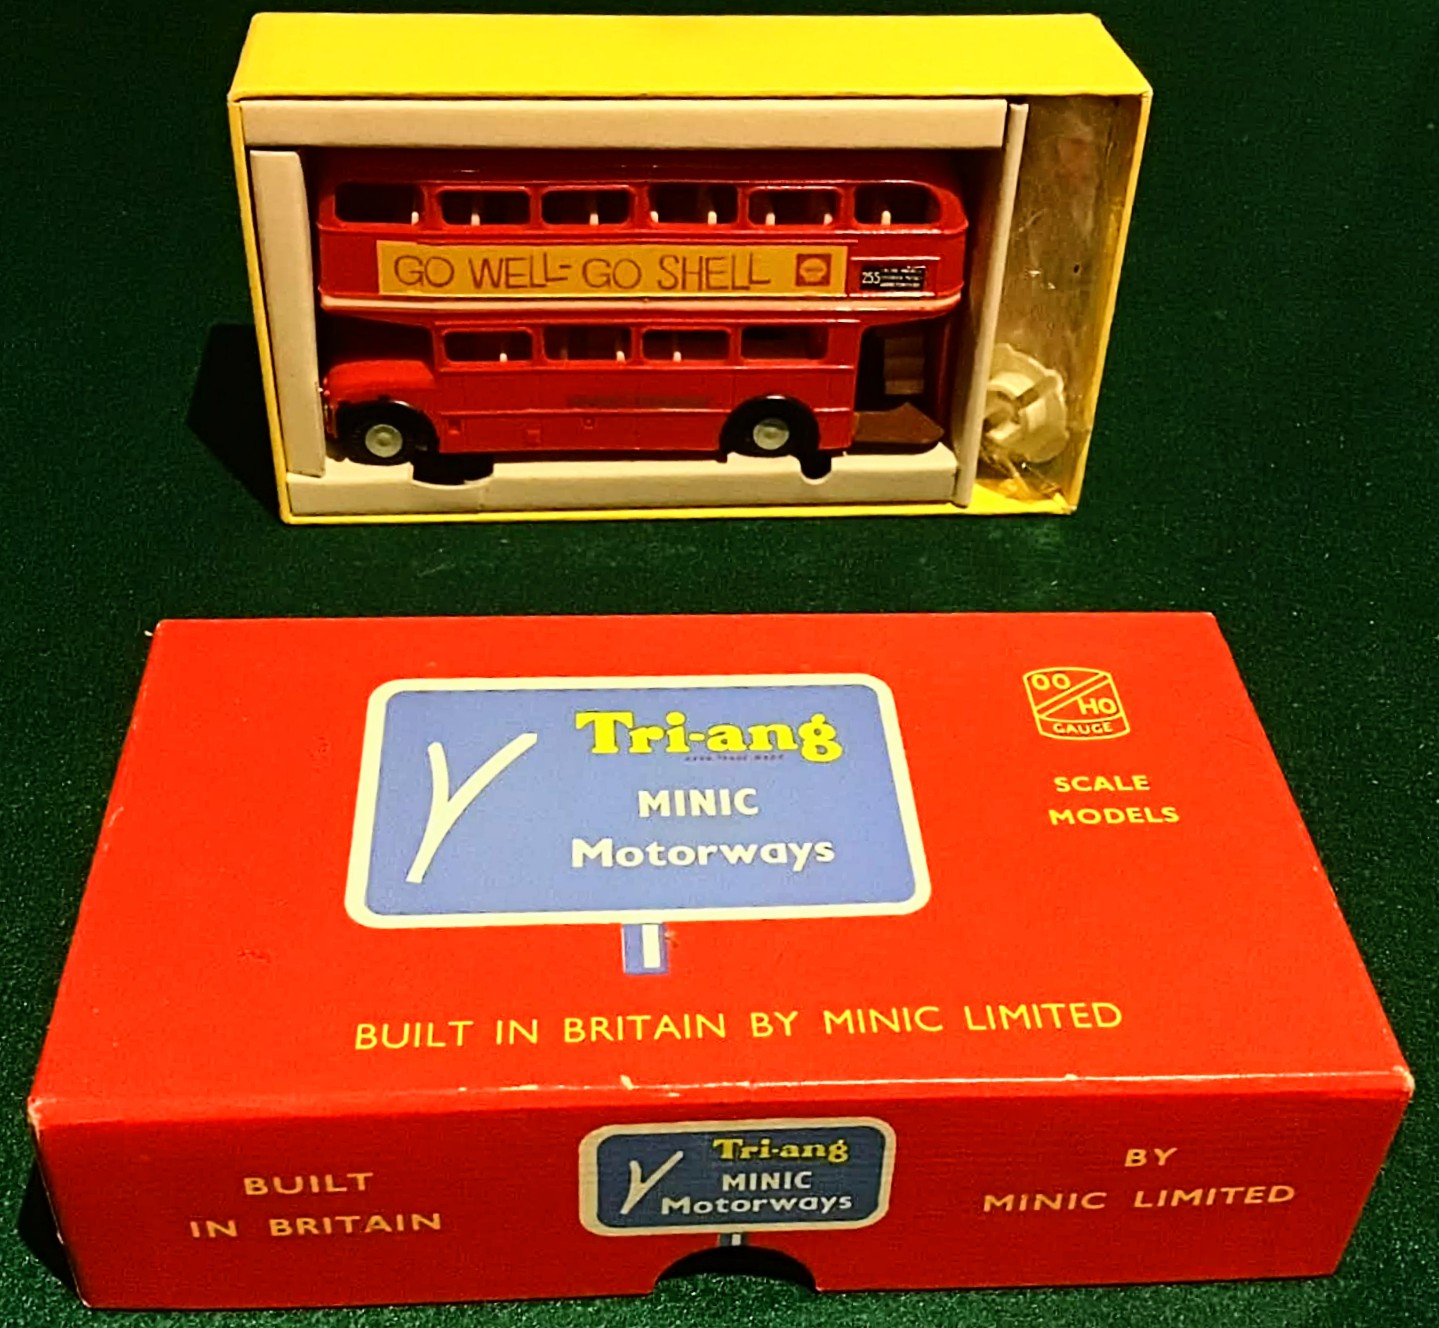 GO WELL-GO SHELL
255
OO
HO
GAUGE
SCALE
MODELS
Tri-ang
MINIC
Motorways
BUILT IN BRITAIN BY MINIC LIMITED
BUILT
IN BRITAIN
Tri-ang
MINIC
Motorways
BY
MINIC LIMITED